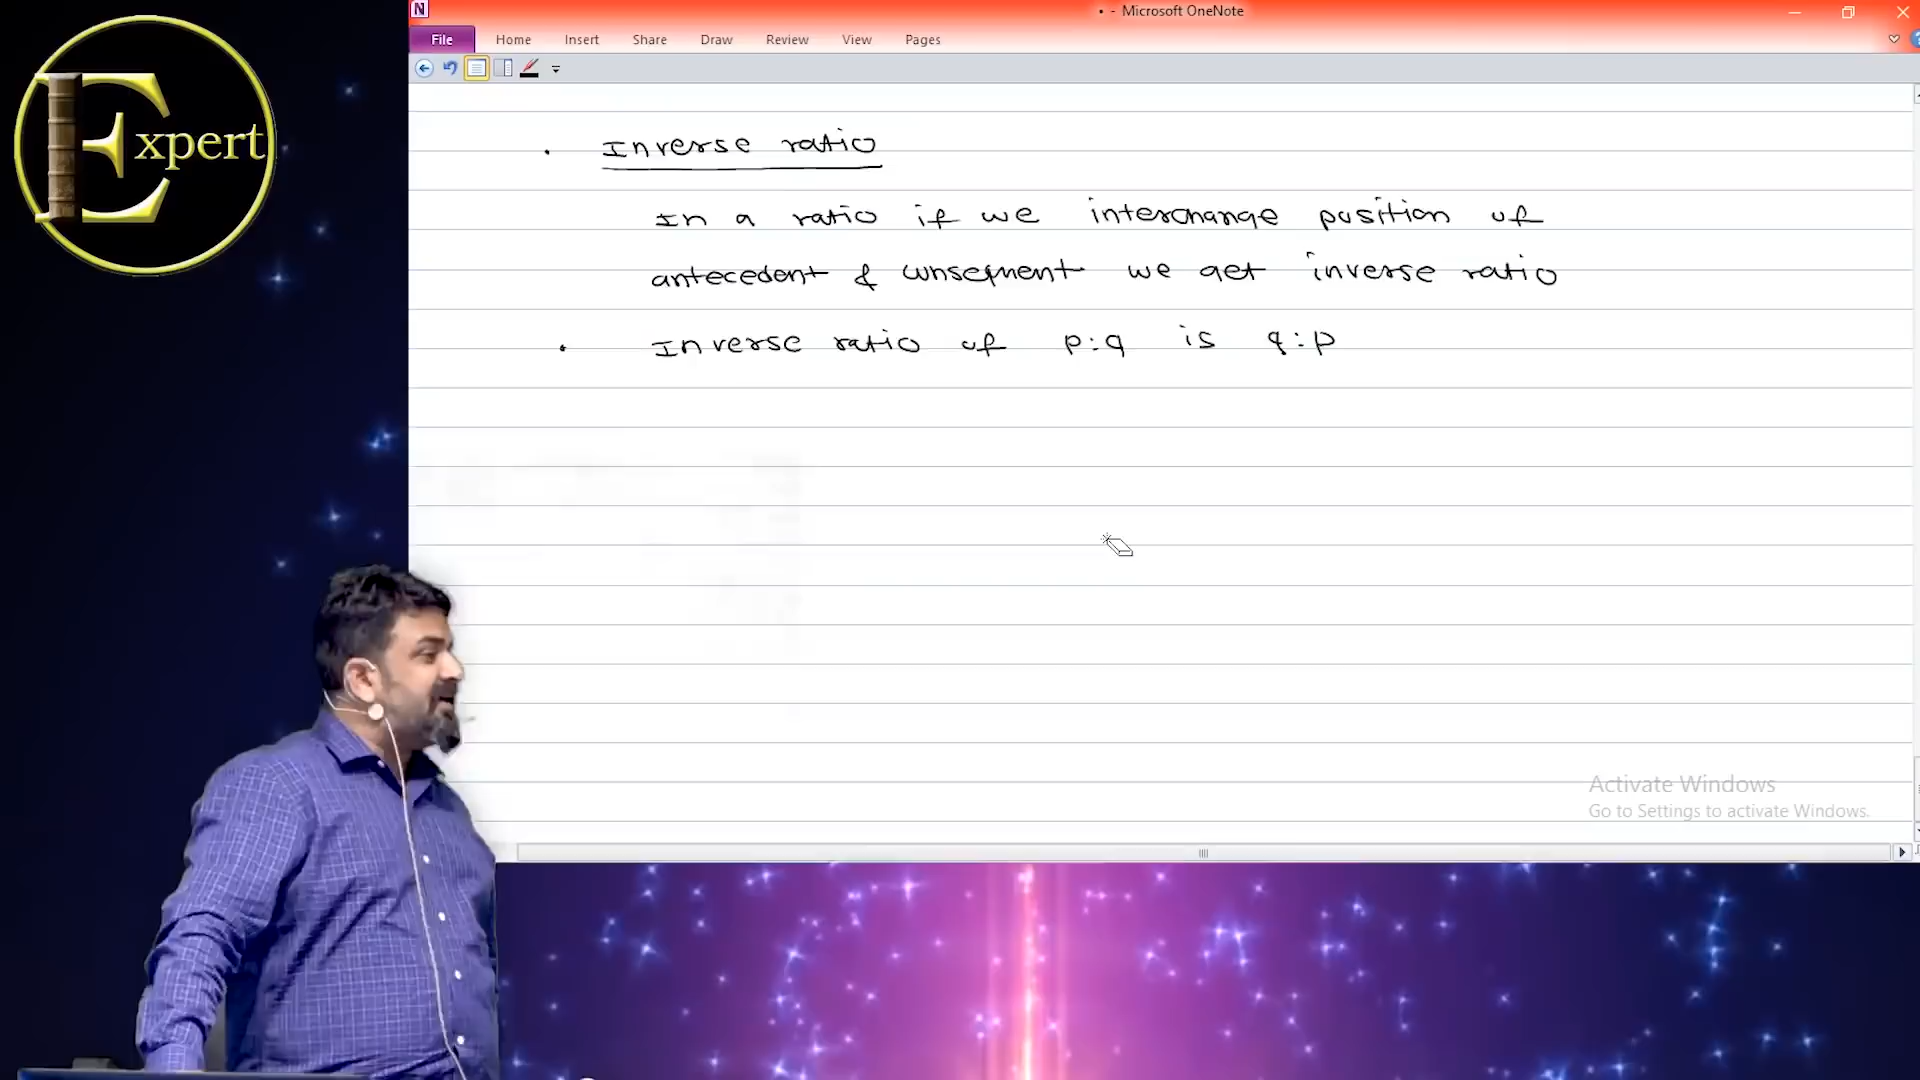 Expert
• - Microsoft OneNote
File Home Insert Share Draw Review View Pages
Inverse ratio
In a ratio if we interchange position of
antecedent & consequent we get inverse ratio
• Inverse ratio of p:q is q:p
Activate Windows
Go to Settings to activate Windows.